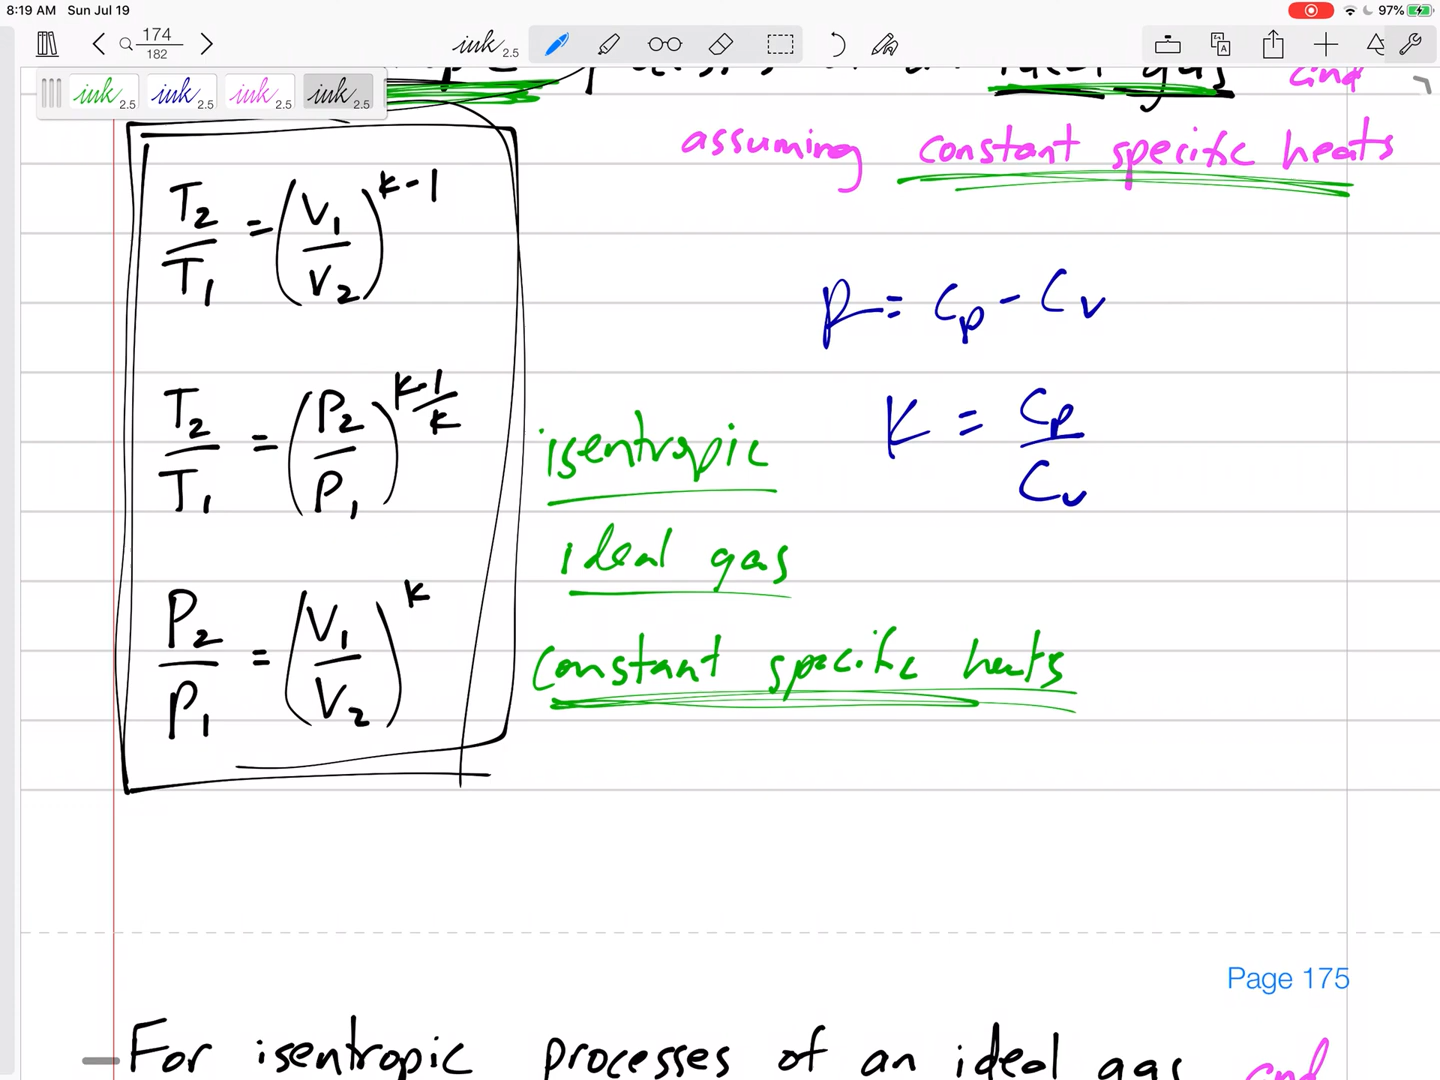 8:19 AM Sun Jul 19
97%
174
182
ink 2.5
ink 2.5 ink 2.5 ink 2.5 ink 2.5
ideal gas and
assuming constant specific heats
T₂/T₁ = (V₁/V₂)^(k-1)
R = Cp - Cv
T₂/T₁ = (P₂/P₁)^(k-1/k)
K = Cp/Cv
isentropic
ideal gas
P₂/P₁ = (V₁/V₂)^k
constant specific heats
Page 175
For isentropic processes of an ideal gas and